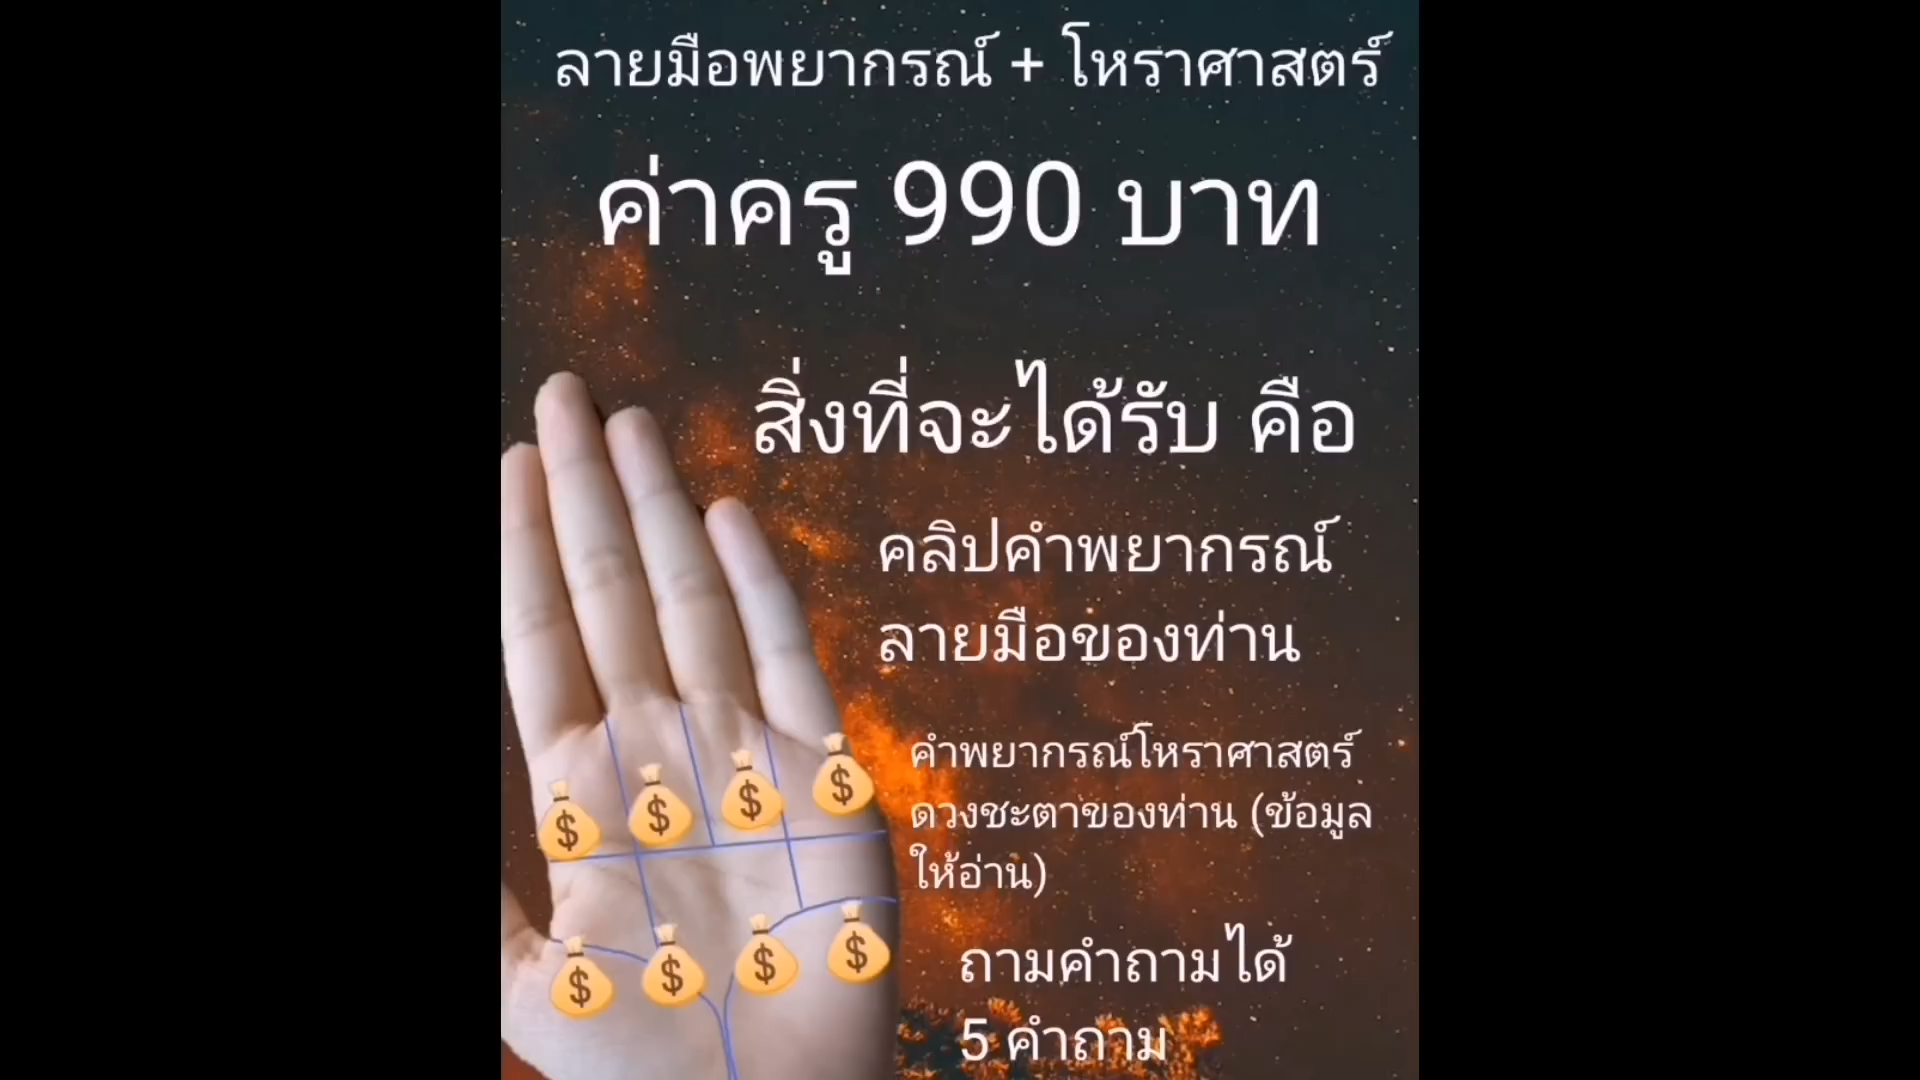 ลายมือพยากรณ์ + โหราศาสตร์
ค่าครู 990 บาท
สิ่งที่จะได้รับ คือ
คลิปคำพยากรณ์
ลายมือของท่าน
คำพยากรณ์โหราศาสตร์
ดวงชะตาของท่าน (ข้อมูล
ให้อ่าน)
ถามคำถามได้
5 คำถาม